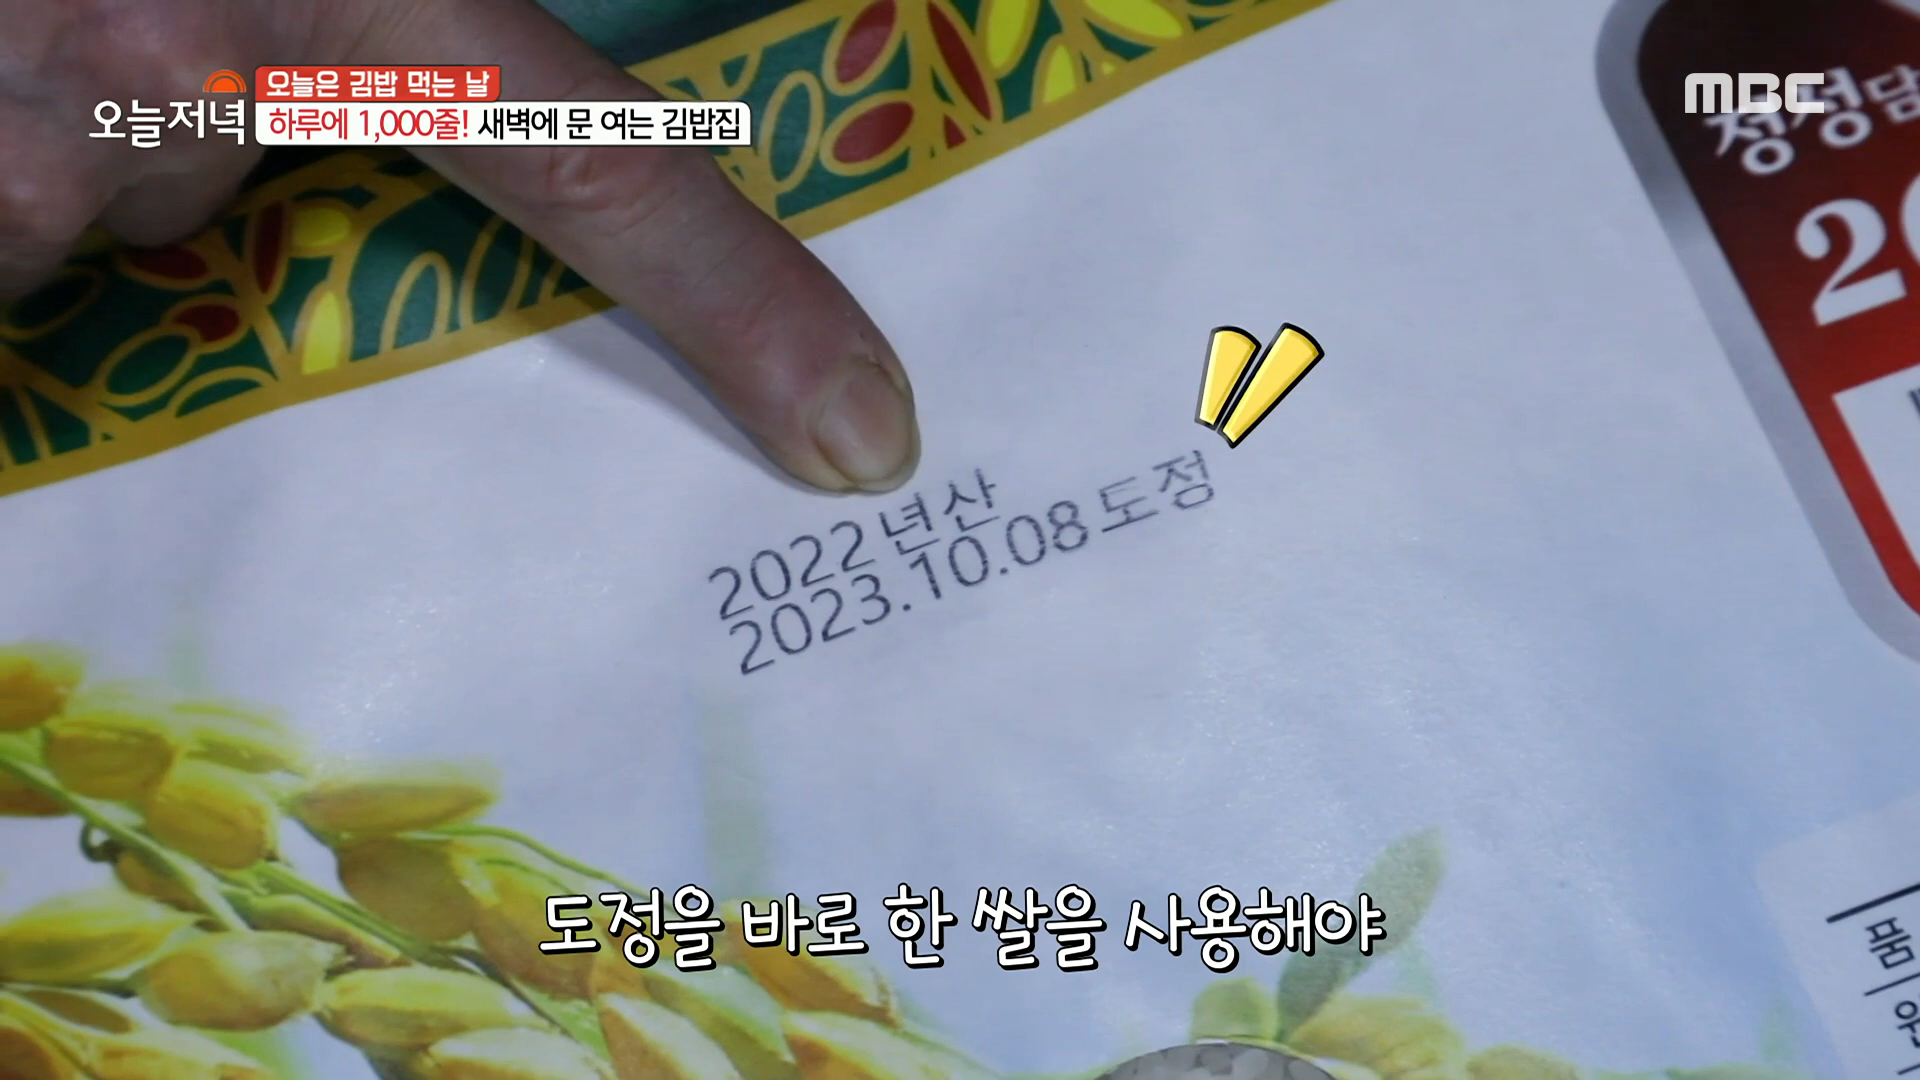 오늘은 김밥 먹는 날
오늘저녁
하루에 1,000줄! 새벽에 문 여는 김밥집
MBC
2022년산
2023.10.08도정
도정을 바로 한 쌀을 사용해야